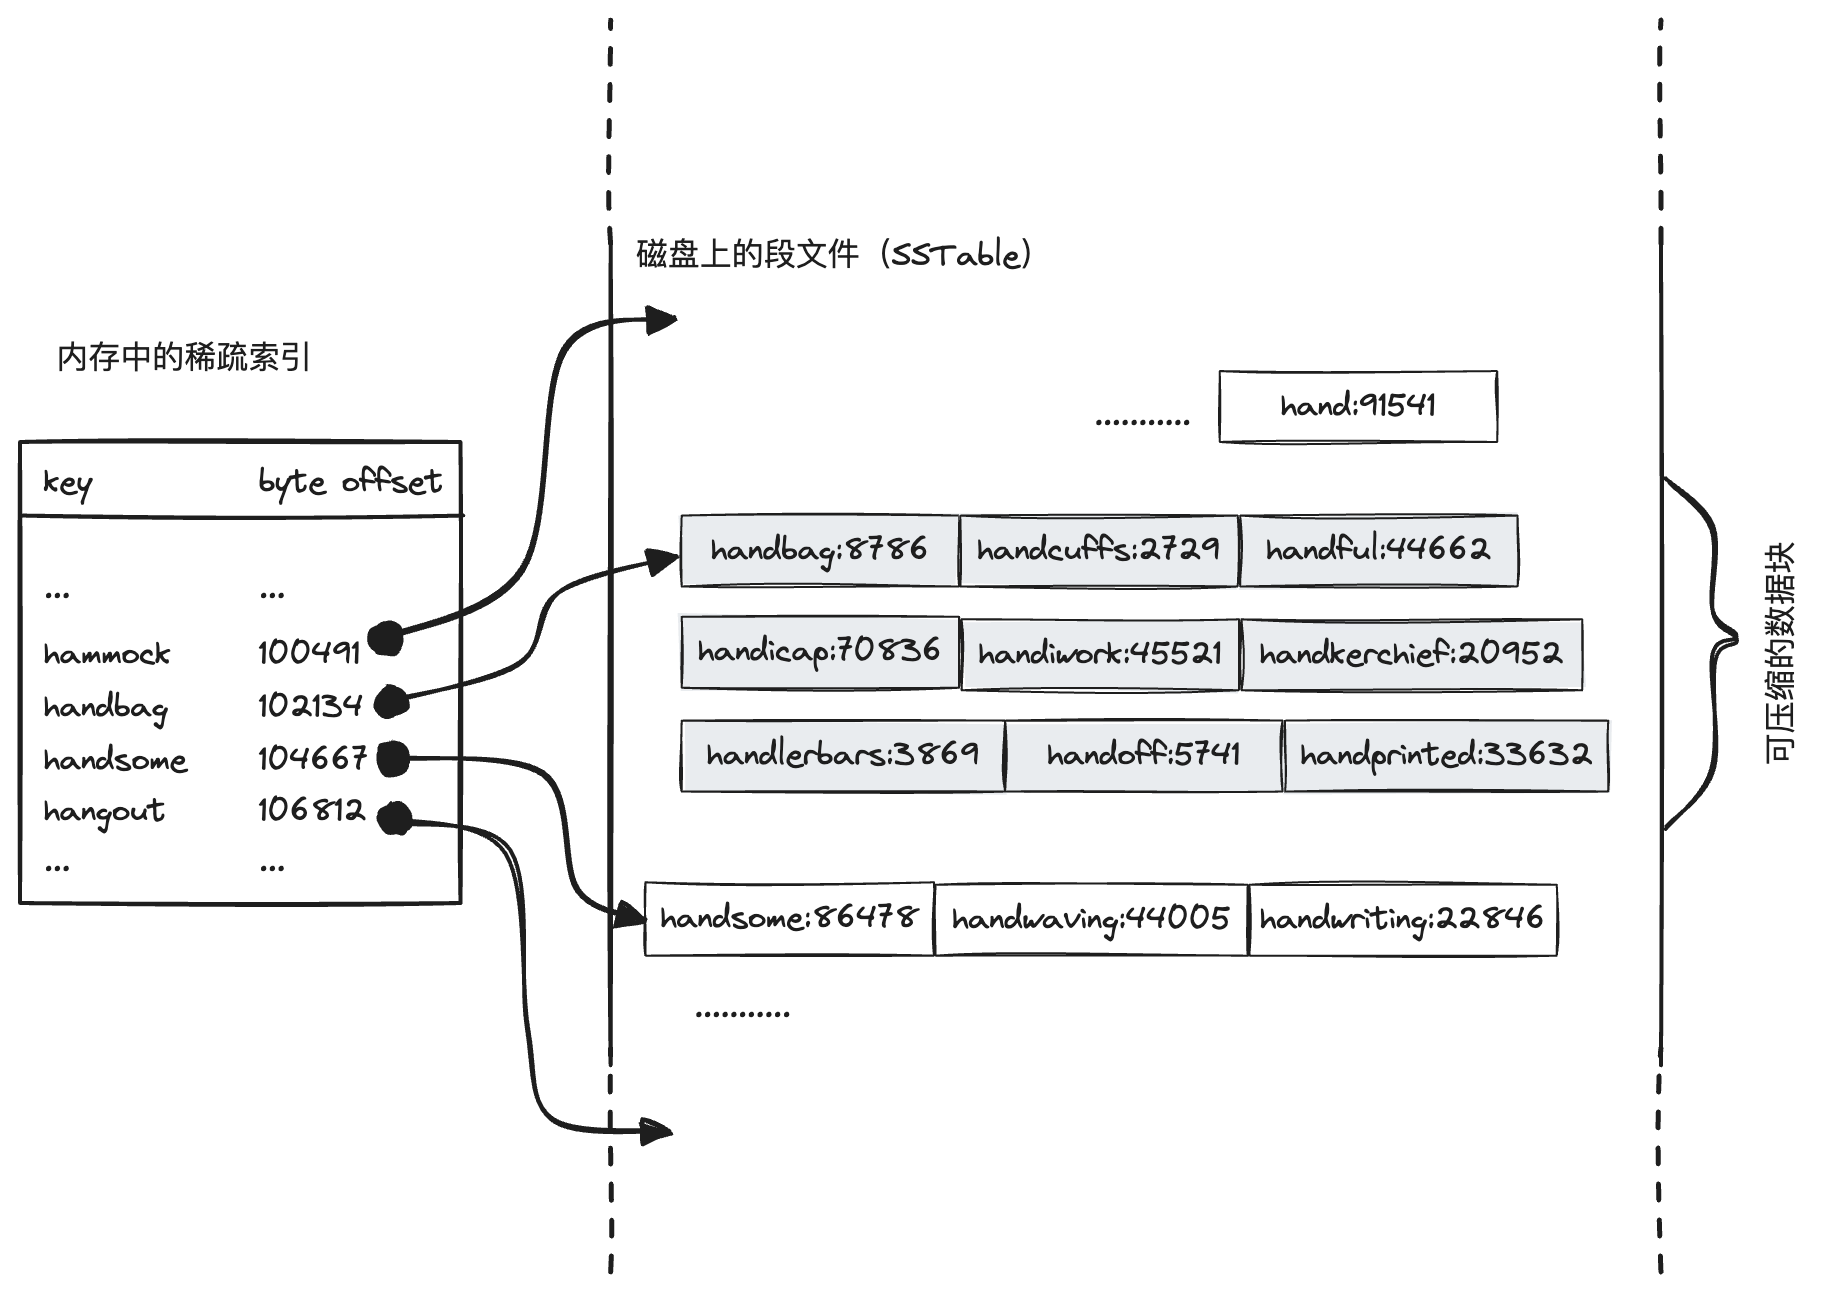 磁盘上的段文件（SSTable）
内存中的稀疏索引
key byte offset
... ...
hammock 100491
handbag 102134
handsome 104667
hangout 106812
... ...
........... hand:91541
handbag:8786 handcuffs:2729 handful:44662
handicap:70836 handiwork:45521 handkerchief:20952
handlerbars:3869 handoff:5741 handprinted:33632
handsome:86478 handwaving:44005 handwriting:22846
...........
可压缩的数据块